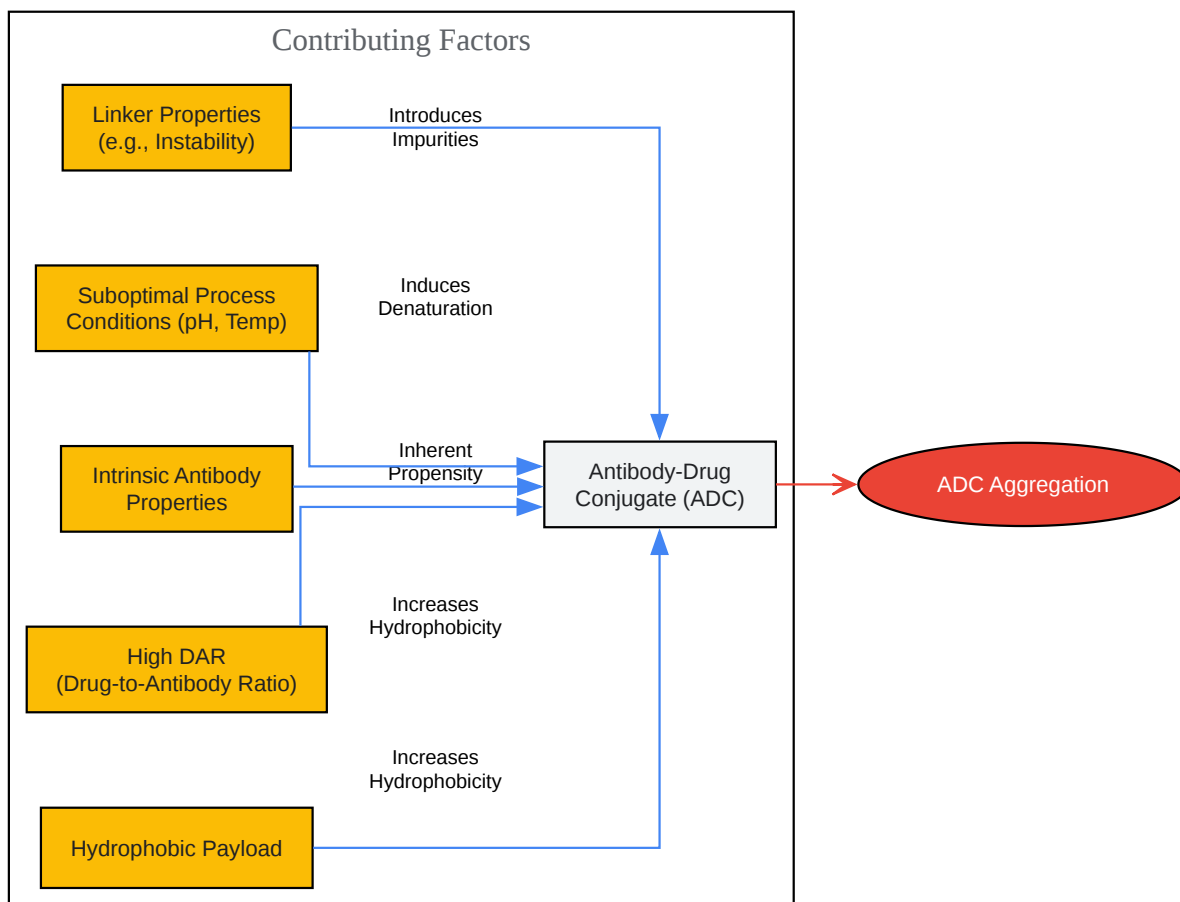 Contributing Factors
Linker Properties
(e.g., Instability)
Introduces
Impurities
Suboptimal Process
Conditions (pH, Temp)
Induces
Denaturation
Intrinsic Antibody
Properties
Inherent
Propensity
Antibody-Drug
Conjugate (ADC)
ADC Aggregation
High DAR
(Drug-to-Antibody Ratio)
Increases
Hydrophobicity
Hydrophobic Payload
Increases
Hydrophobicity